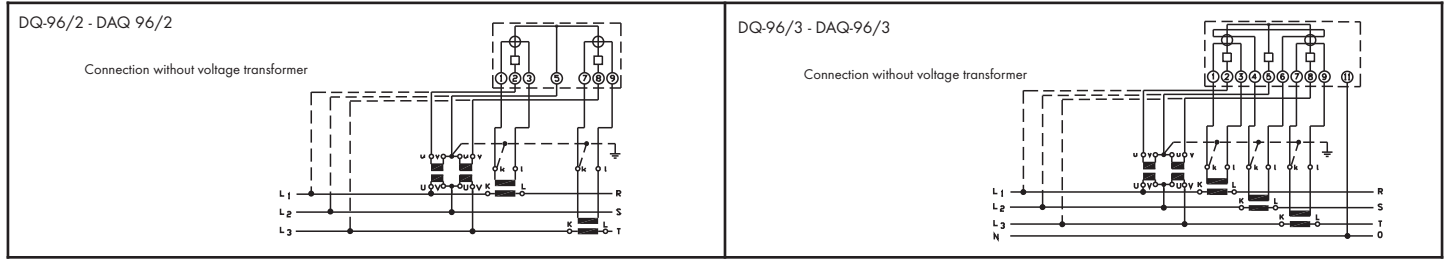 DQ-96/2 - DAQ 96/2
Connection without voltage transformer
1 2 3 5 7 8 9
u v u v
k l k l
U V U V K L
L1 R
L2 S
K L
L3 T
DQ-96/3 - DAQ-96/3
Connection without voltage transformer
1 2 3 4 5 6 7 8 9 11
u v u v
k l k l k l
U V U V K L
L1 R
K L
L2 S
K L
L3 T
N O